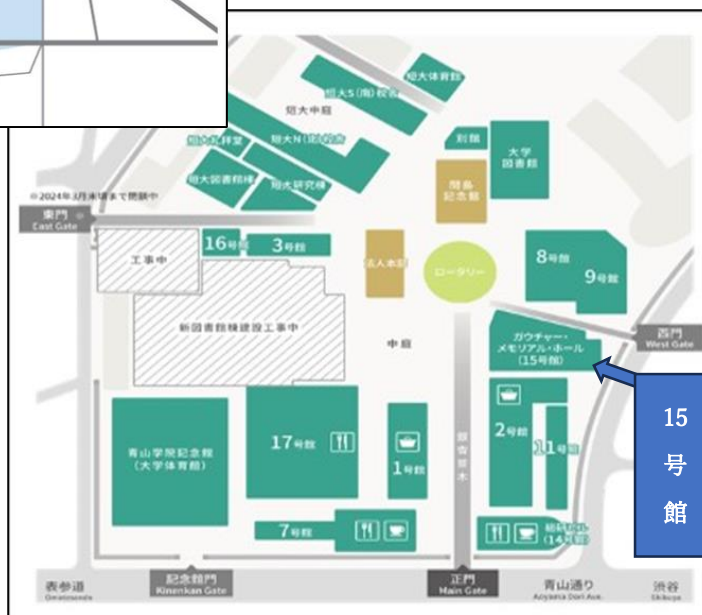 短大体育館
短大S(南)校舎
短大中庭
別館
大学
図書館
短大礼拝堂
短大N(北)校舎
短大図書館棟
短大研究棟
間島
記念館
※2024年3月末頃まで閉鎖中
東門
East Gate
16号館
3号館
法人本部
ロータリー
8号館
9号館
工事中
新図書館棟建設工事中
中庭
西門
West Gate
ガウチャー・
メモリアル・ホール
(15号館)
15
号
館
青山学院記念館
(大学体育館)
17号館
1号館
銀杏並木
2号館
11号館
7号館
総研ビル
(14号館)
表参道
Omotesando
記念館門
Kinenkan Gate
正門
Main Gate
青山通り
Aoyama Dori Ave.
渋谷
Shibuya